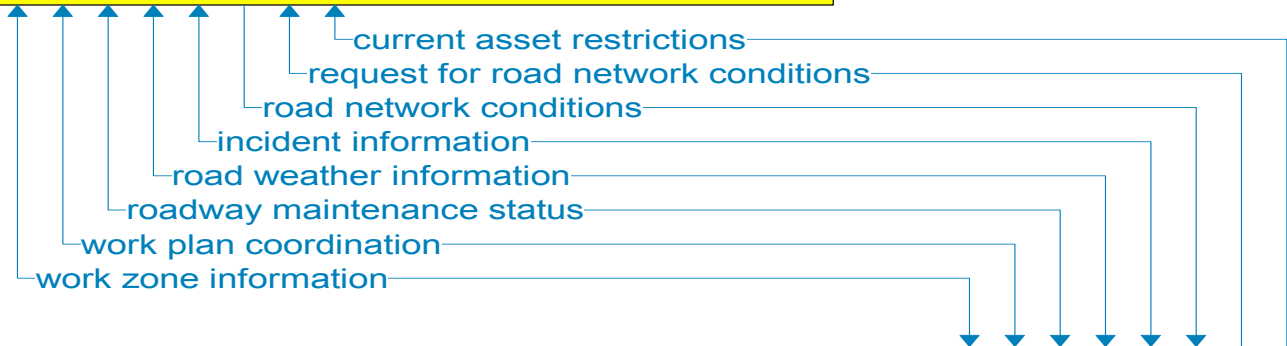 current asset restrictions
request for road network conditions
road network conditions
incident information
road weather information
roadway maintenance status
work plan coordination
work zone information